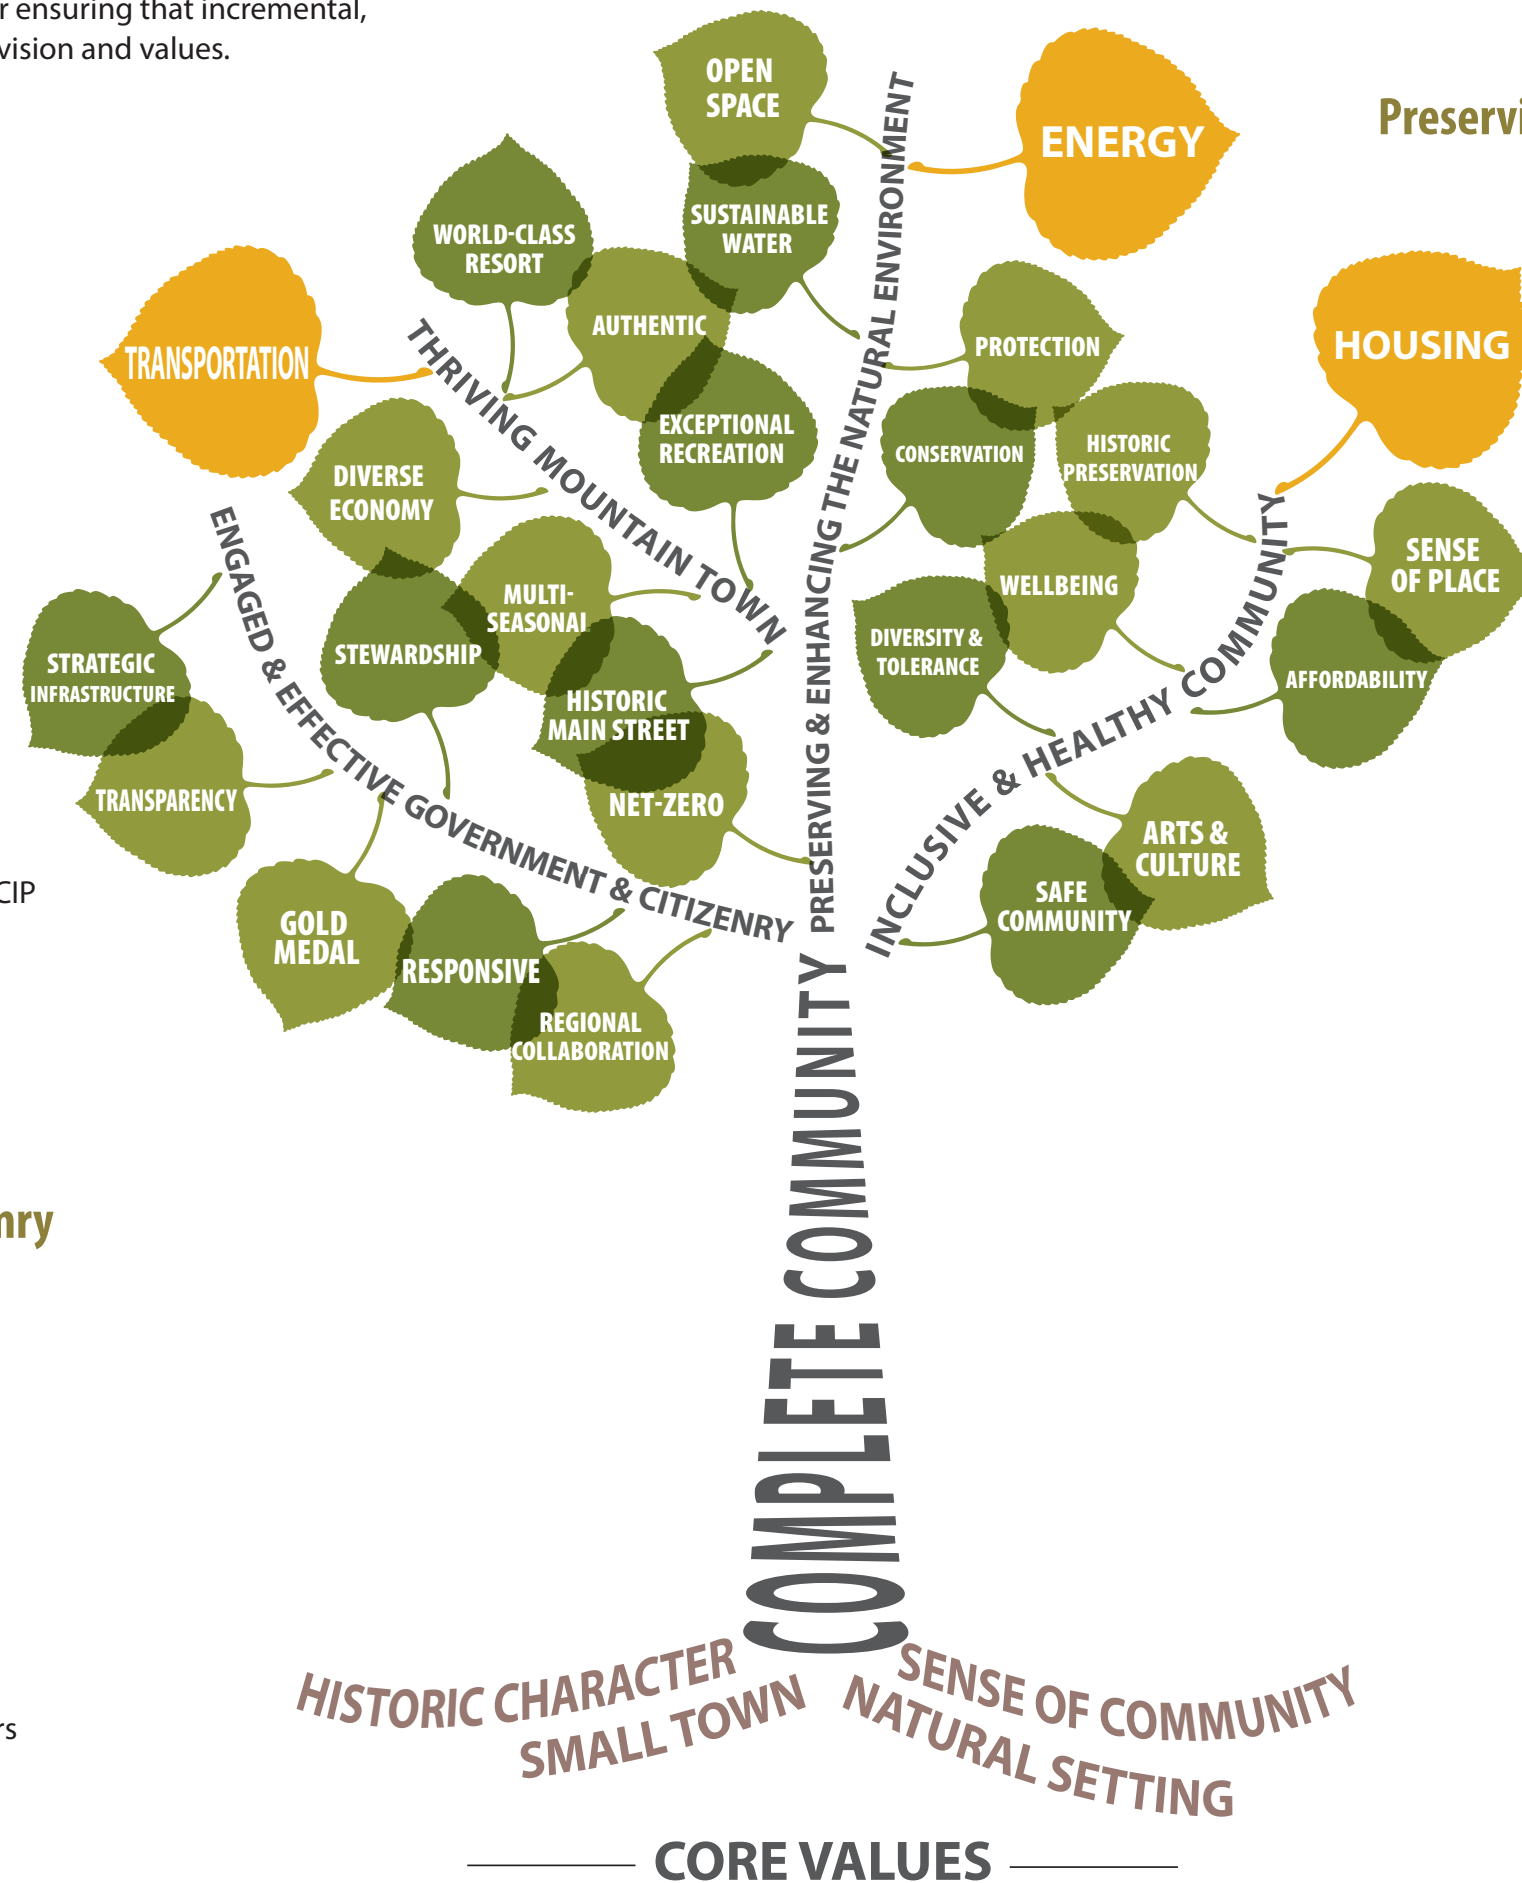 r ensuring that incremental,
vision and values.
OPEN
SPACE
ENERGY
Preservi
SUSTAINABLE
WATER
WORLD-CLASS
RESORT
AUTHENTIC
PROTECTION
HOUSING
TRANSPORTATION
EXCEPTIONAL
RECREATION
CONSERVATION
HISTORIC
PRESERVATION
DIVERSE
ECONOMY
THRIVING MOUNTAIN TOWN
PRESERVING & ENHANCING THE NATURAL ENVIRONMENT
SENSE
OF PLACE
MULTI-
SEASONAl
WELLBEING
STEWARDSHIP
DIVERSITY &
TOLERANCE
AFFORDABILITY
STRATEGIC
INFRASTRUCTURE
HISTORIC
MAIN STREET
ENGAGED & EFFECTIVE GOVERNMENT & CITIZENRY
INCLUSIVE & HEALTHY COMMUNITY
TRANSPARENCY
NET-ZERO
ARTS &
CULTURE
CIP
SAFE
COMMUNITY
GOLD
MEDAL
RESPONSIVE
REGIONAL
COLLABORATION
nry
COMPLETE COMMUNITY
HISTORIC CHARACTER
SENSE OF COMMUNITY
SMALL TOWN
NATURAL SETTING
rs
CORE VALUES